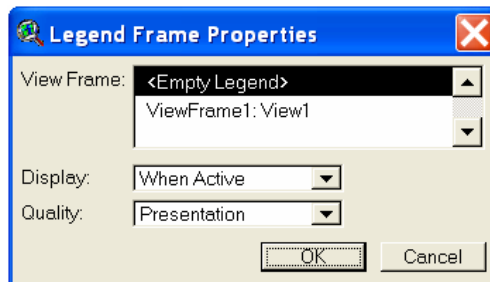 Legend Frame Properties
View Frame: <Empty Legend>
ViewFrame1: View1
Display: When Active
Quality: Presentation
OK Cancel